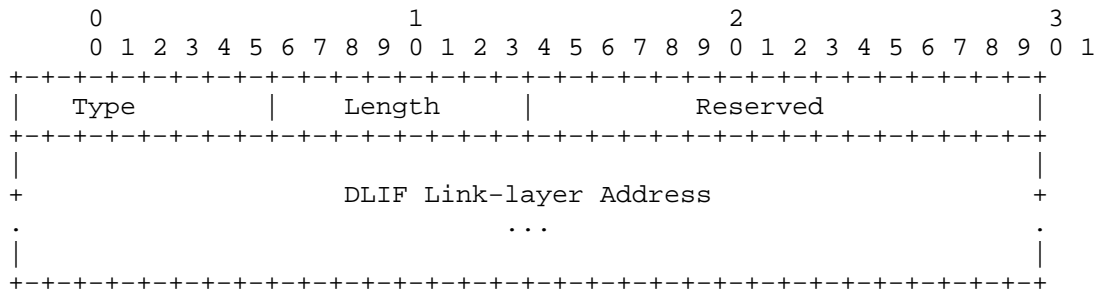 0                   1                   2                   3
0 1 2 3 4 5 6 7 8 9 0 1 2 3 4 5 6 7 8 9 0 1 2 3 4 5 6 7 8 9 0 1
+-+-+-+-+-+-+-+-+-+-+-+-+-+-+-+-+-+-+-+-+-+-+-+-+-+-+-+-+-+-+-+-+
|   Type        |    Length     |          Reserved             |
+-+-+-+-+-+-+-+-+-+-+-+-+-+-+-+-+-+-+-+-+-+-+-+-+-+-+-+-+-+-+-+-+
|                                                               |
+                    DLIF Link-layer Address                    +
.                              ...                              .
|                                                               |
+-+-+-+-+-+-+-+-+-+-+-+-+-+-+-+-+-+-+-+-+-+-+-+-+-+-+-+-+-+-+-+-+